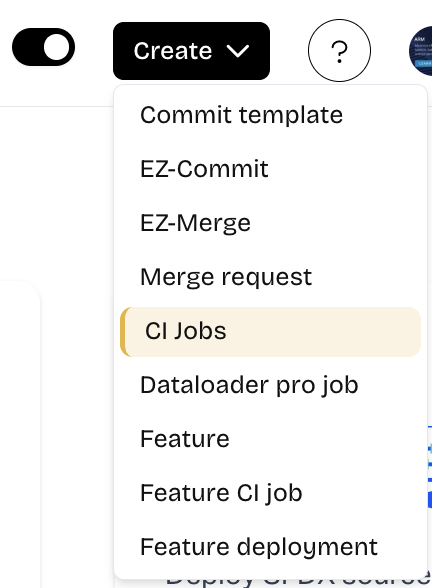 Create
?
ARM
Commit template
EZ-Commit
EZ-Merge
Merge request
CI Jobs
Dataloader pro job
Feature
Feature CI job
Feature deployment